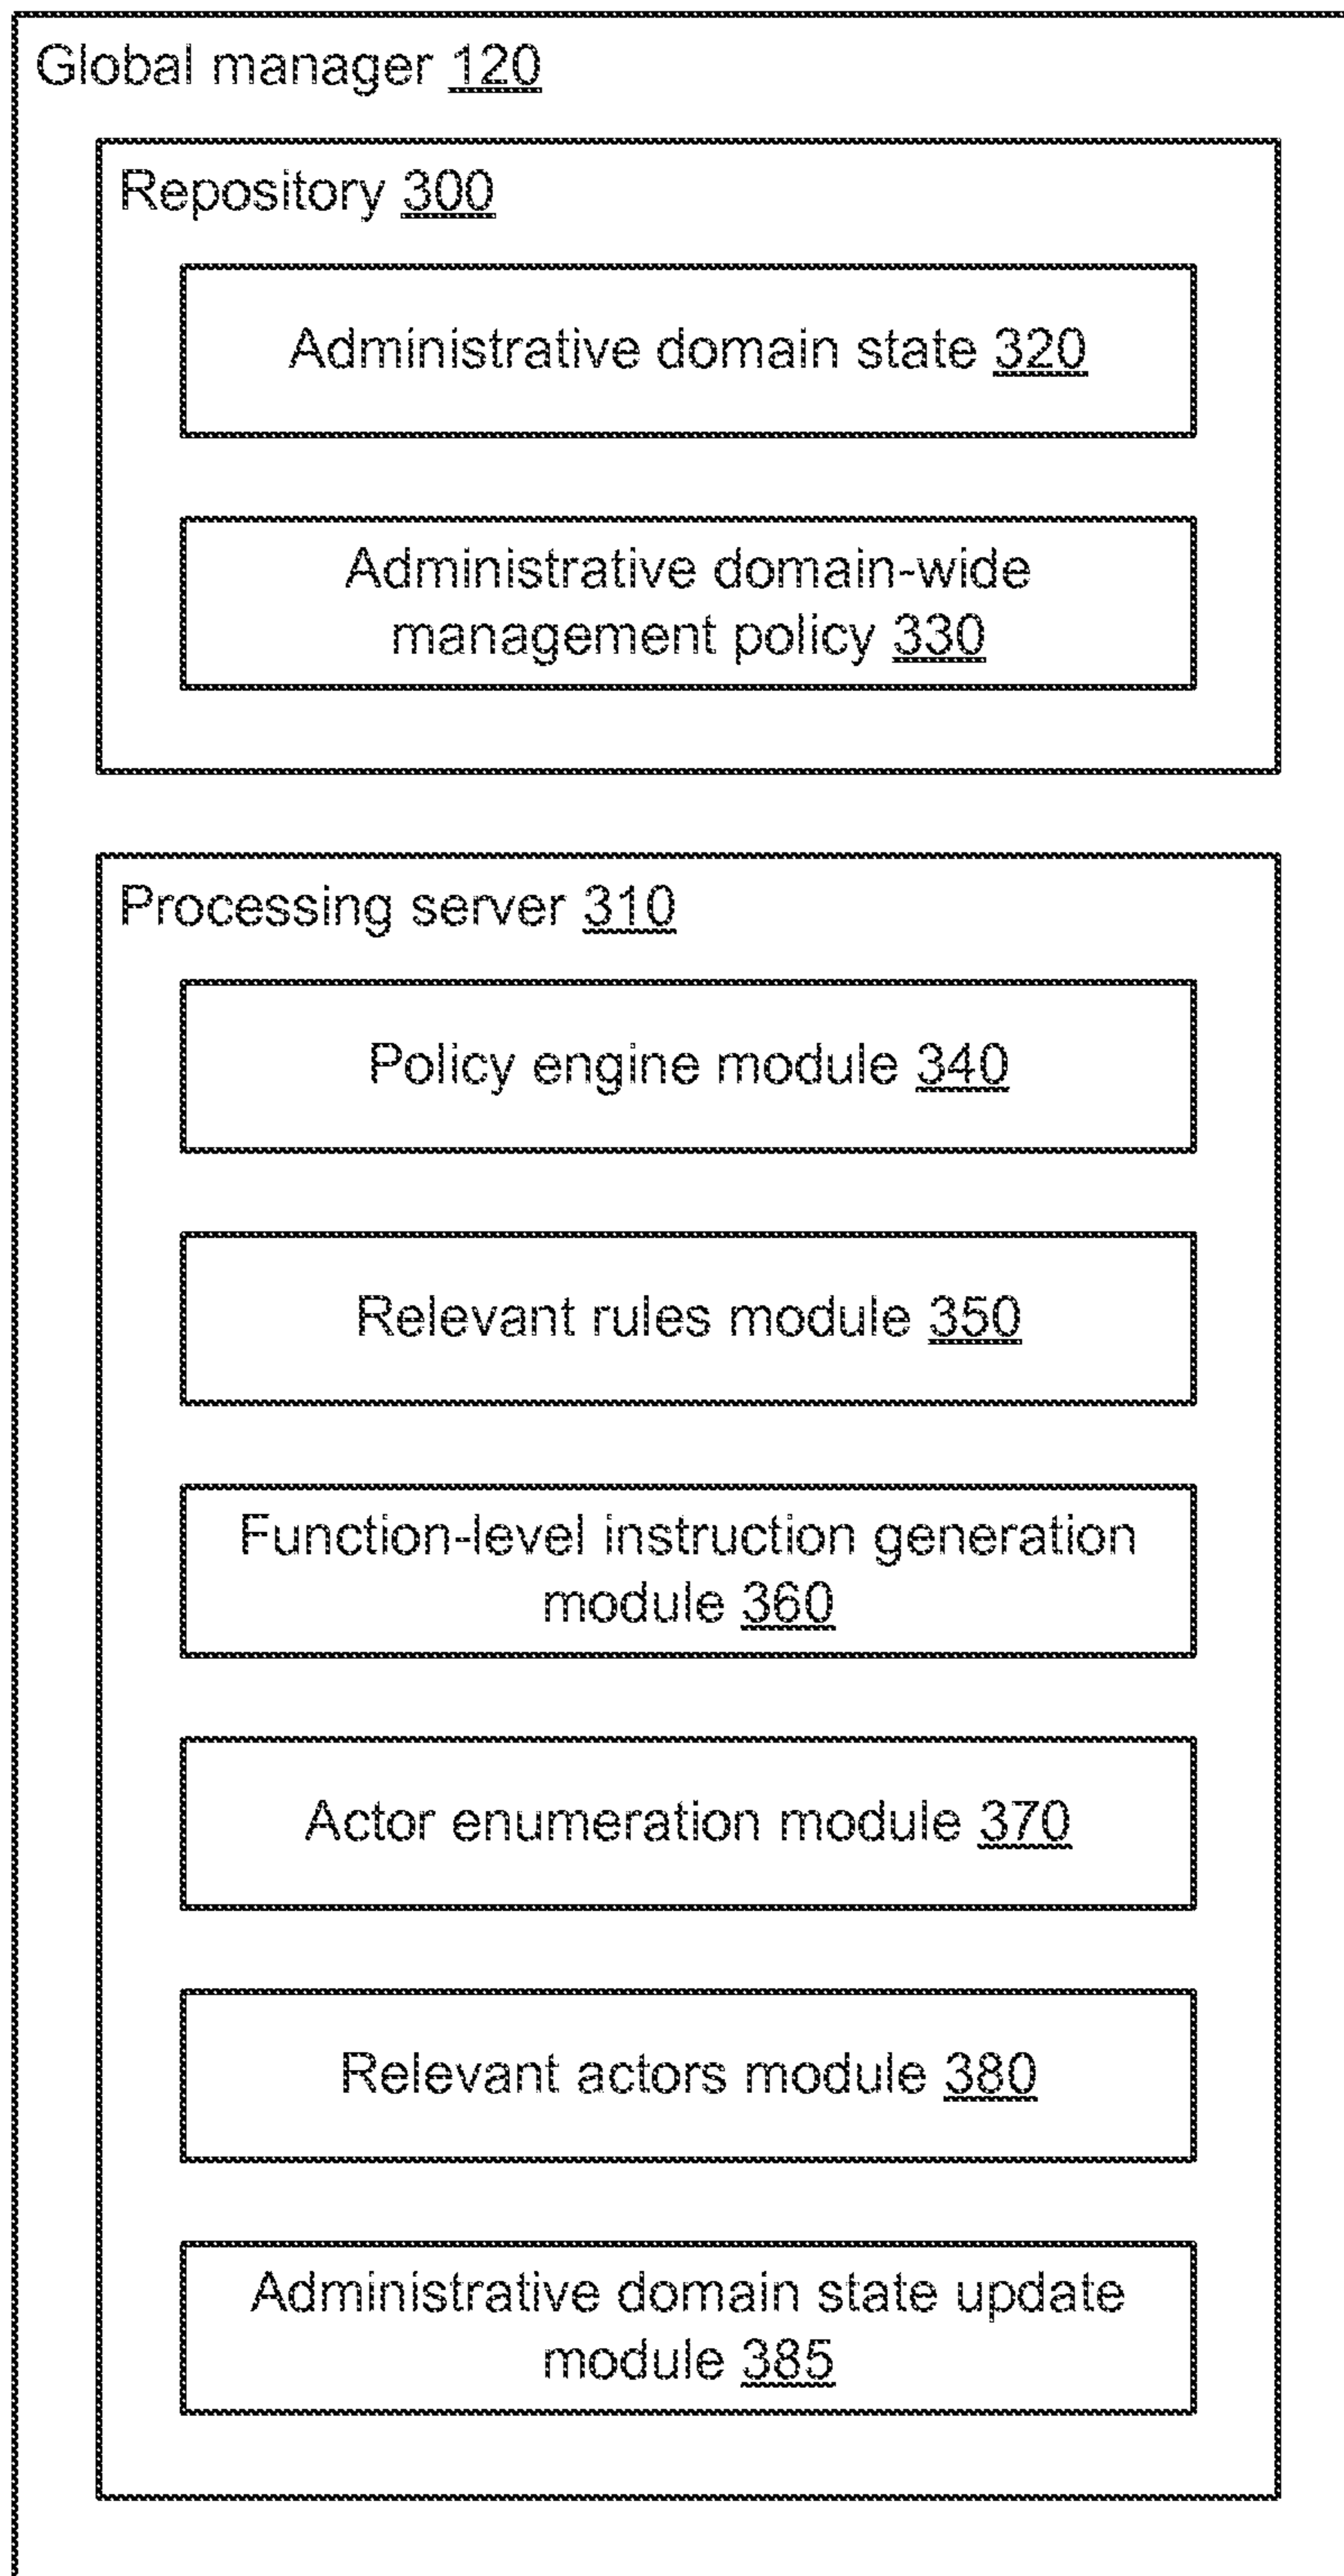 Global manager 120
Repository 300
Administrative domain state 320
Administrative domain-wide
management policy 330
Processing server 310
Policy engine module 340
Relevant rules module 350
Function-level instruction generation
module 360
Actor enumeration module 370
Relevant actors module 380
Administrative domain state update
module 385